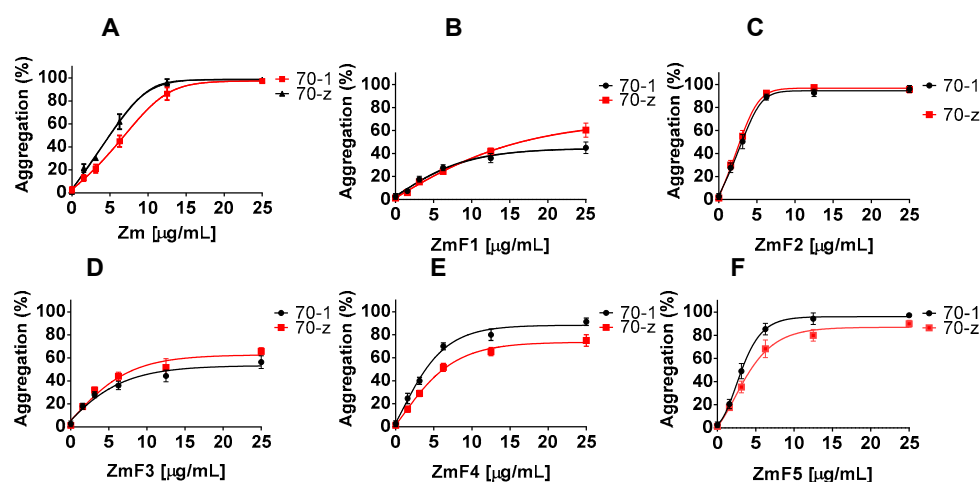 A
Aggregation (%)
100
80
60
40
20
0
0 5 10 15 20 25
Zm [µg/mL]
70-1
70-z
B
Aggregation (%)
100
80
60
40
20
0
0 5 10 15 20 25
ZmF1 [µg/mL]
70-1
70-z
C
Aggregation (%)
100
80
60
40
20
0
0 5 10 15 20 25
ZmF2 [µg/mL]
70-1
70-z
D
Aggregation (%)
100
80
60
40
20
0
0 5 10 15 20 25
ZmF3 [µg/mL]
70-1
70-z
E
Aggregation (%)
100
80
60
40
20
0
0 5 10 15 20 25
ZmF4 [µg/mL]
70-1
70-z
F
Aggregation (%)
100
80
60
40
20
0
0 5 10 15 20 25
ZmF5 [µg/mL]
70-1
70-z